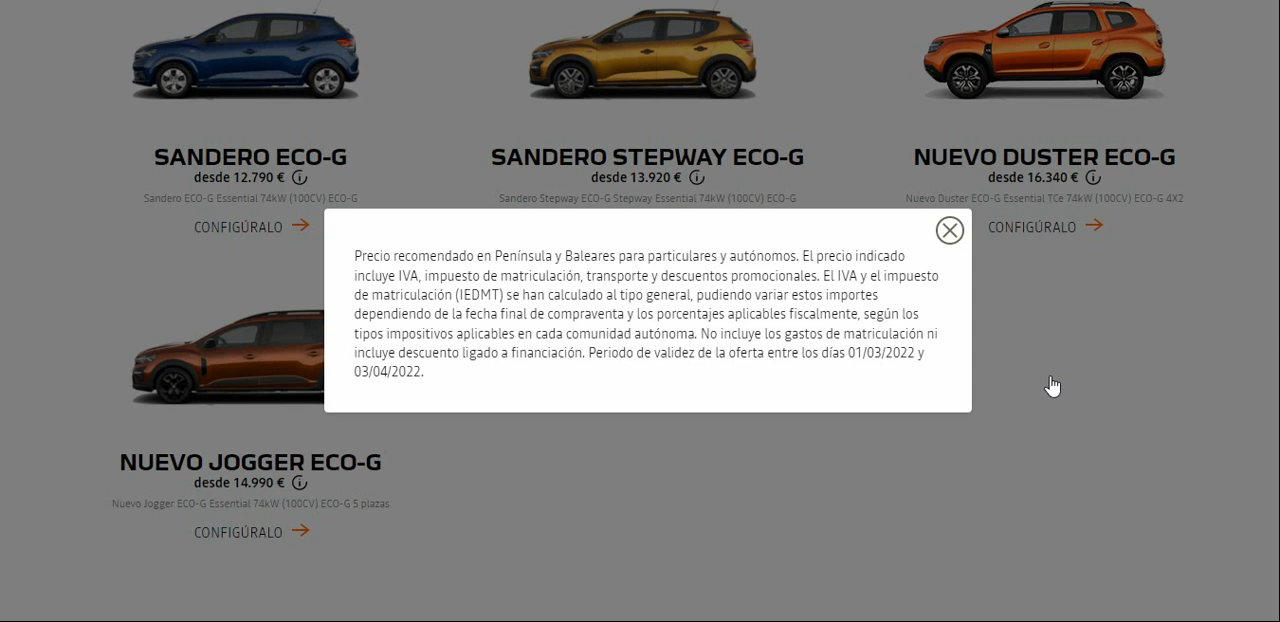 SANDERO ECO-G
desde 12.790 €
Sandero ECO-G Essential 74kW (100CV) ECO-G
CONFIGÚRALO
SANDERO STEPWAY ECO-G
desde 13.920 €
Sandero Stepway ECO-G Stepway Essential 74kW (100CV) ECO-G
NUEVO DUSTER ECO-G
desde 16.340 €
Nuevo Duster ECO-G Essential TCe 74kW (100CV) ECO-G 4X2
CONFIGÚRALO
Precio recomendado en Península y Baleares para particulares y autónomos. El precio indicado
incluye IVA, impuesto de matriculación, transporte y descuentos promocionales. El IVA y el impuesto
de matriculación (IEDMT) se han calculado al tipo general, pudiendo variar estos importes
dependiendo de la fecha final de compraventa y los porcentajes aplicables fiscalmente, según los
tipos impositivos aplicables en cada comunidad autónoma. No incluye los gastos de matriculación ni
incluye descuento ligado a financiación. Periodo de validez de la oferta entre los días 01/03/2022 y
03/04/2022.
NUEVO JOGGER ECO-G
desde 14.990 €
Nuevo Jogger ECO-G Essential 74kW (100CV) ECO-G 5 plazas
CONFIGÚRALO